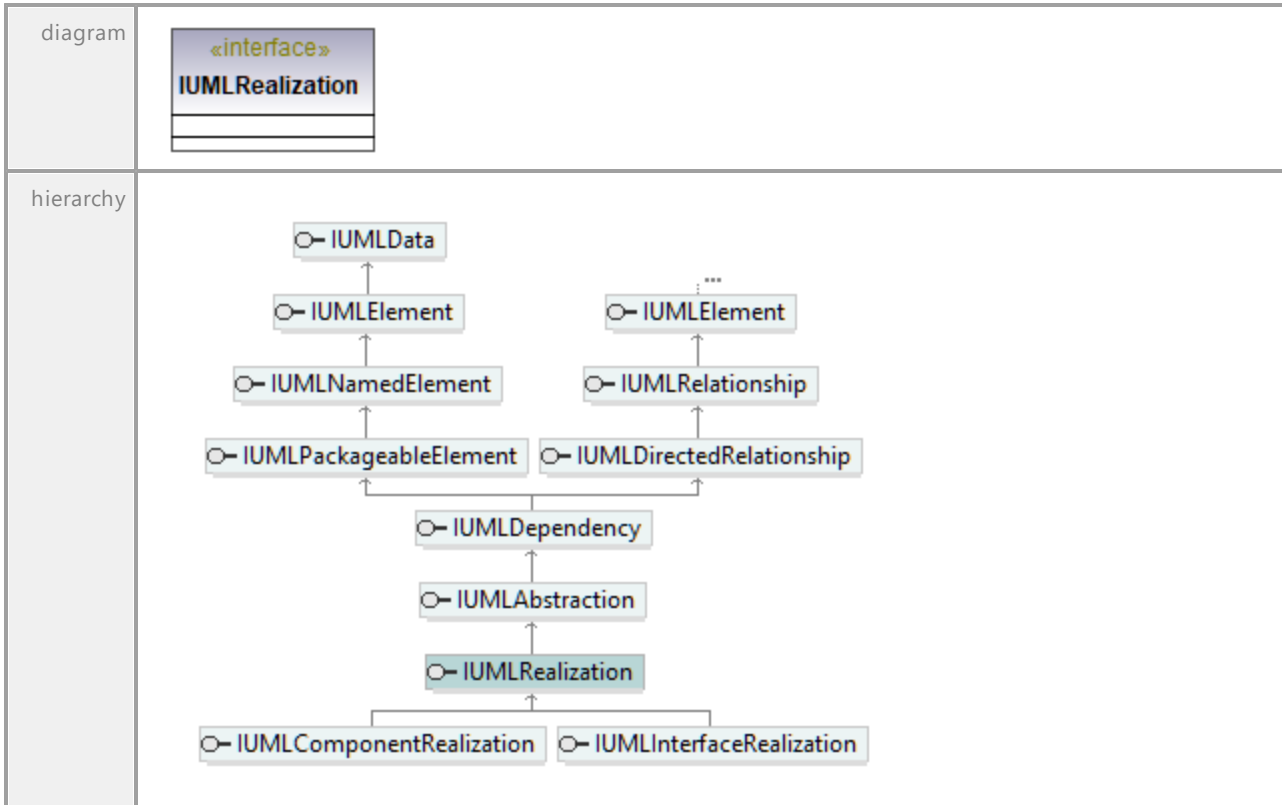 diagram
«interface»
IUMLRealization
hierarchy
IUMLData
...
IUMLElement IUMLElement
IUMLNamedElement IUMLRelationship
IUMLPackageableElement IUMLDirectedRelationship
IUMLDependency
IUMLAbstraction
IUMLRealization
IUMLComponentRealization IUMLInterfaceRealization